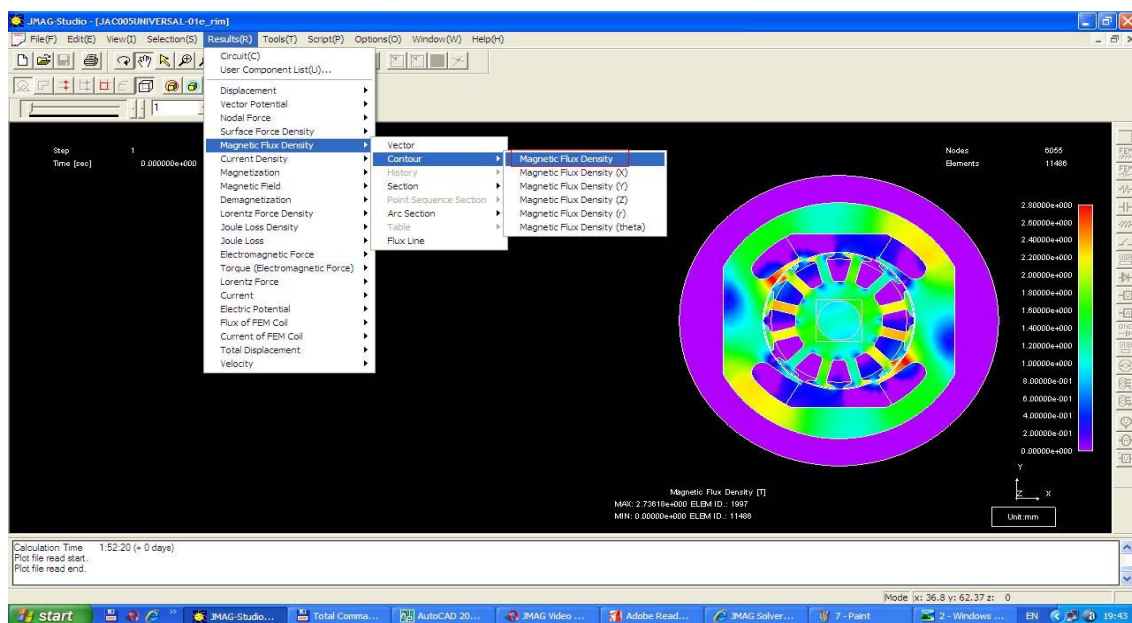 JMAG-Studio - [JAC005UNIVERSAL-01e_rim]
File(F) Edit(E) View(I) Selection(S) Results(R) Tools(T) Script(P) Options(O) Window(W) Help(H)
Circuit(C)
User Component List(U)...
1
Displacement
Vector Potential
Nodal Force
Surface Force Density
Magnetic Flux Density
Current Density
Magnetization
Magnetic Field
Demagnetization
Lorentz Force Density
Joule Loss Density
Joule Loss
Electromagnetic Force
Torque (Electromagnetic Force)
Lorentz Force
Current
Electric Potential
Flux of FEM Coil
Current of FEM Coil
Total Displacement
Velocity
Vector
Contour
History
Section
Point Sequence Section
Arc Section
Table
Flux Line
Magnetic Flux Density
Magnetic Flux Density (X)
Magnetic Flux Density (Y)
Magnetic Flux Density (Z)
Magnetic Flux Density (r)
Magnetic Flux Density (theta)
Step 1
Time [sec] 0.000000e+000
Nodes 6055
Elements 11486
2.80000e+000
2.60000e+000
2.40000e+000
2.20000e+000
2.00000e+000
1.80000e+000
1.60000e+000
1.40000e+000
1.20000e+000
1.00000e+000
8.00000e-001
6.00000e-001
4.00000e-001
2.00000e-001
0.00000e+000
Magnetic Flux Density [T]
MAX: 2.73618e+000 ELEM ID.: 1997
MIN: 0.00000e+000 ELEM ID.: 11486
Y
Z X
Unit:mm
Calculation Time 1:52:20 (+ 0 days)
Plot file read start.
Plot file read end.
Mode x: 36.8 y: 62.37 z: 0
start JMAG-Studio... Total Comma... AutoCAD 20... JMAG Video ... Adobe Read... JMAG Solver... 7 - Paint 2 - Windows ... EN 19:43